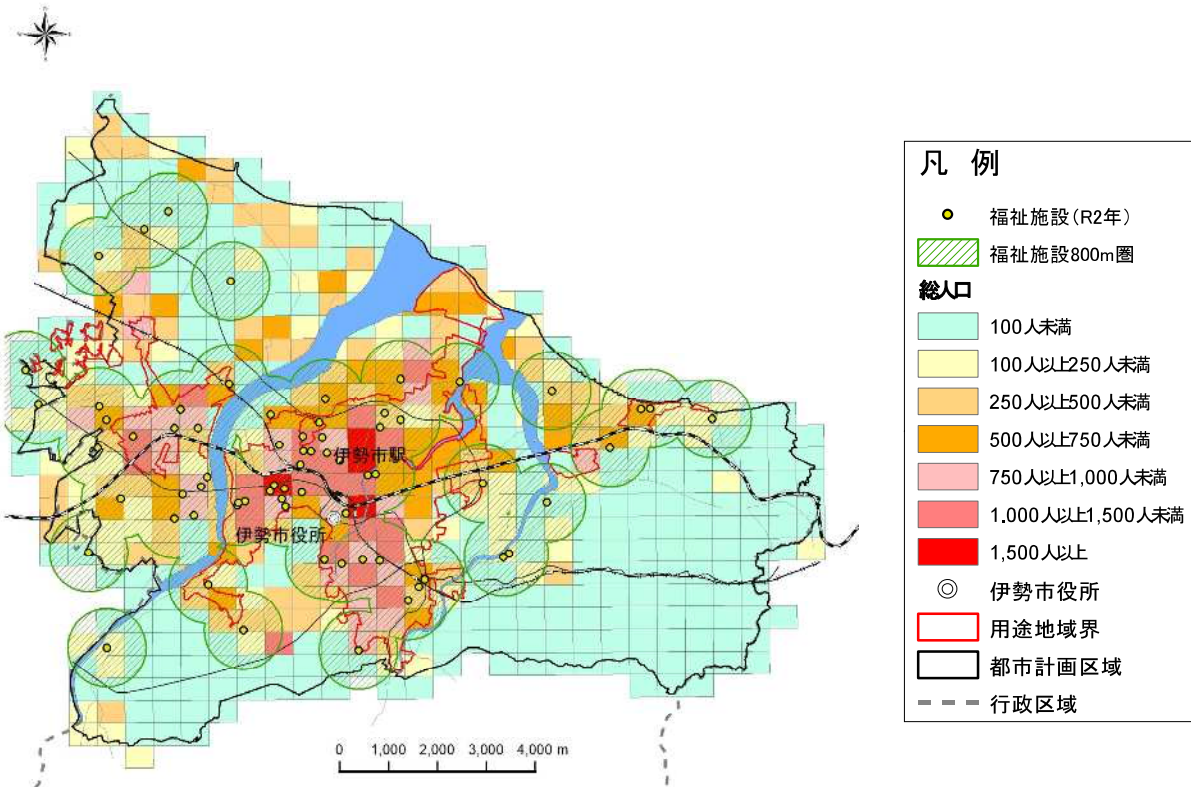 伊勢市駅
伊勢市役所
0 1,000 2,000 3,000 4,000 m
凡 例
福祉施設(R2年)
福祉施設800m圏
総人口
100人未満
100人以上250人未満
250人以上500人未満
500人以上750人未満
750人以上1,000人未満
1,000人以上1,500人未満
1,500人以上
伊勢市役所
用途地域界
都市計画区域
行政区域